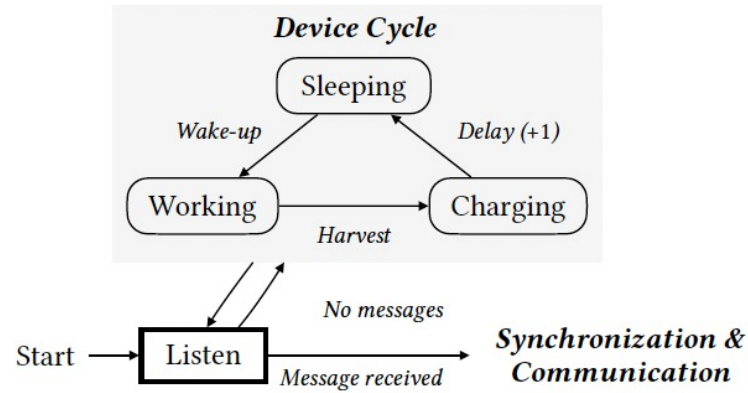 Device Cycle
Sleeping
Wake-up
Delay (+1)
Working
Charging
Harvest
No messages
Start
Listen
Message received
Synchronization &
Communication